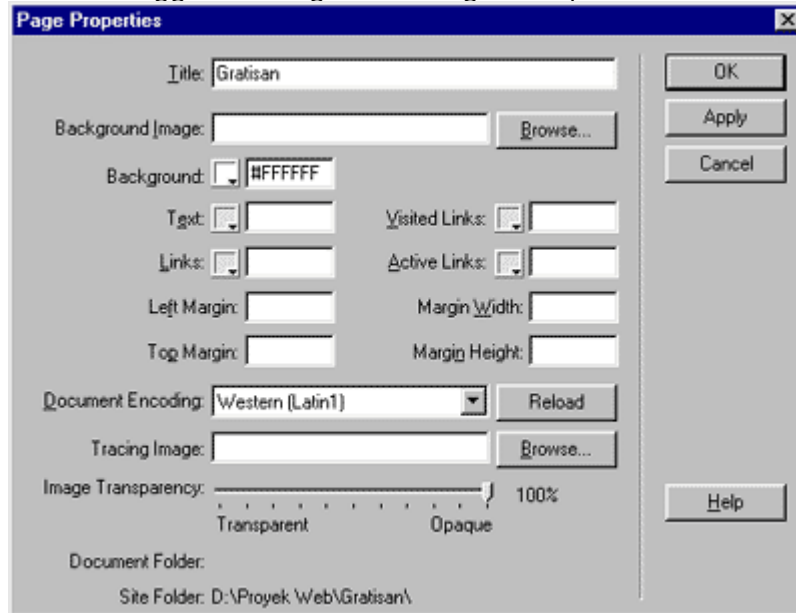 Page Properties
Title: Gratisan
OK
Background Image:
Browse...
Apply
Background: #FFFFFF
Cancel
Text:
Visited Links:
Links:
Active Links:
Left Margin:
Margin Width:
Top Margin:
Margin Height:
Document Encoding: Western (Latin1)
Reload
Tracing Image:
Browse...
Image Transparency:
100%
Help
Transparent
Opaque
Document Folder:
Site Folder: D:\Proyek Web\Gratisan\